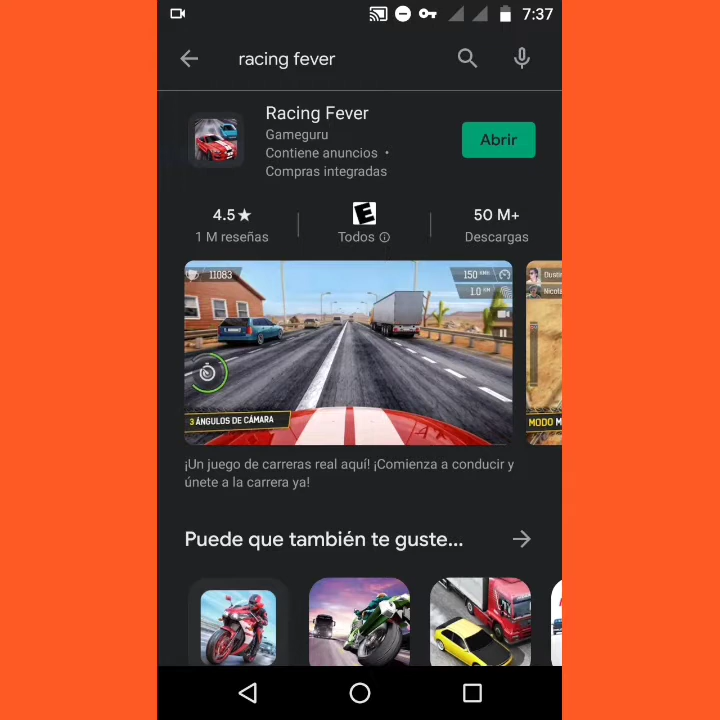 7:37
racing fever
Racing Fever
Gameguru
Contiene anuncios •
Compras integradas
Abrir
4.5★
1 M reseñas
E
Todos
50 M+
Descargas
11083
150
1.0
3 ÁNGULOS DE CÁMARA
MODO M
¡Un juego de carreras real aquí! ¡Comienza a conducir y
únete a la carrera ya!
Puede que también te guste...